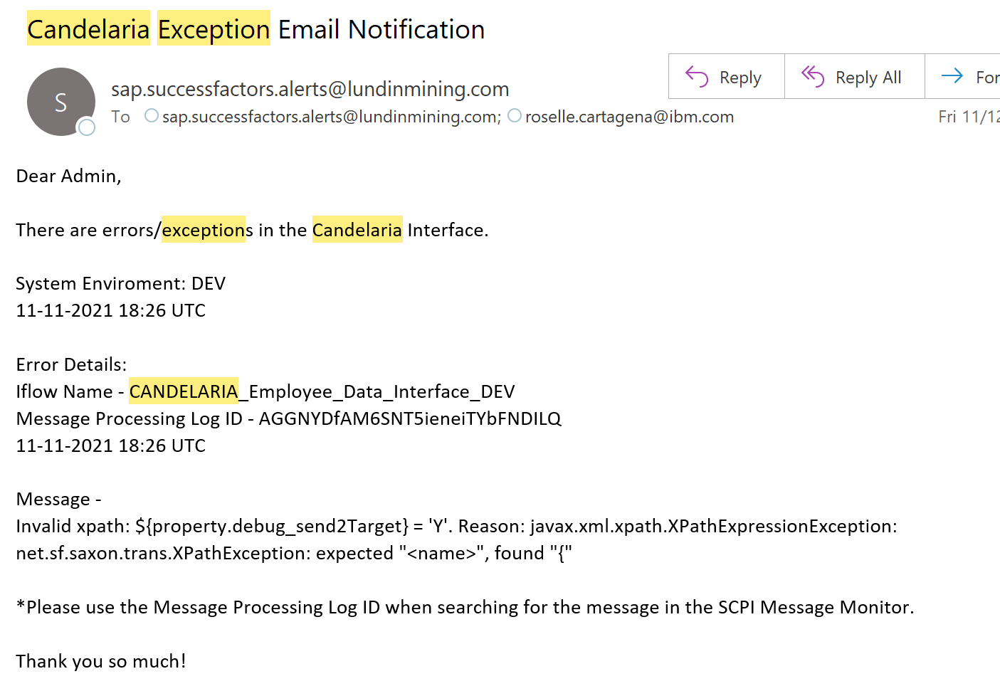 Candelaria Exception Email Notification
S
sap.successfactors.alerts@lundinmining.com
Reply
Reply All
For
To sap.successfactors.alerts@lundinmining.com; roselle.cartagena@ibm.com
Fri 11/12
Dear Admin,
There are errors/exceptions in the Candelaria Interface.
System Enviroment: DEV
11-11-2021 18:26 UTC
Error Details:
Iflow Name - CANDELARIA_Employee_Data_Interface_DEV
Message Processing Log ID - AGGNYDfAM6SNT5ieneiTYbFNDILQ
11-11-2021 18:26 UTC
Message -
Invalid xpath: ${property.debug_send2Target} = 'Y'. Reason: javax.xml.xpath.XPathExpressionException:
net.sf.saxon.trans.XPathException: expected "<name>", found "{"
*Please use the Message Processing Log ID when searching for the message in the SCPI Message Monitor.
Thank you so much!